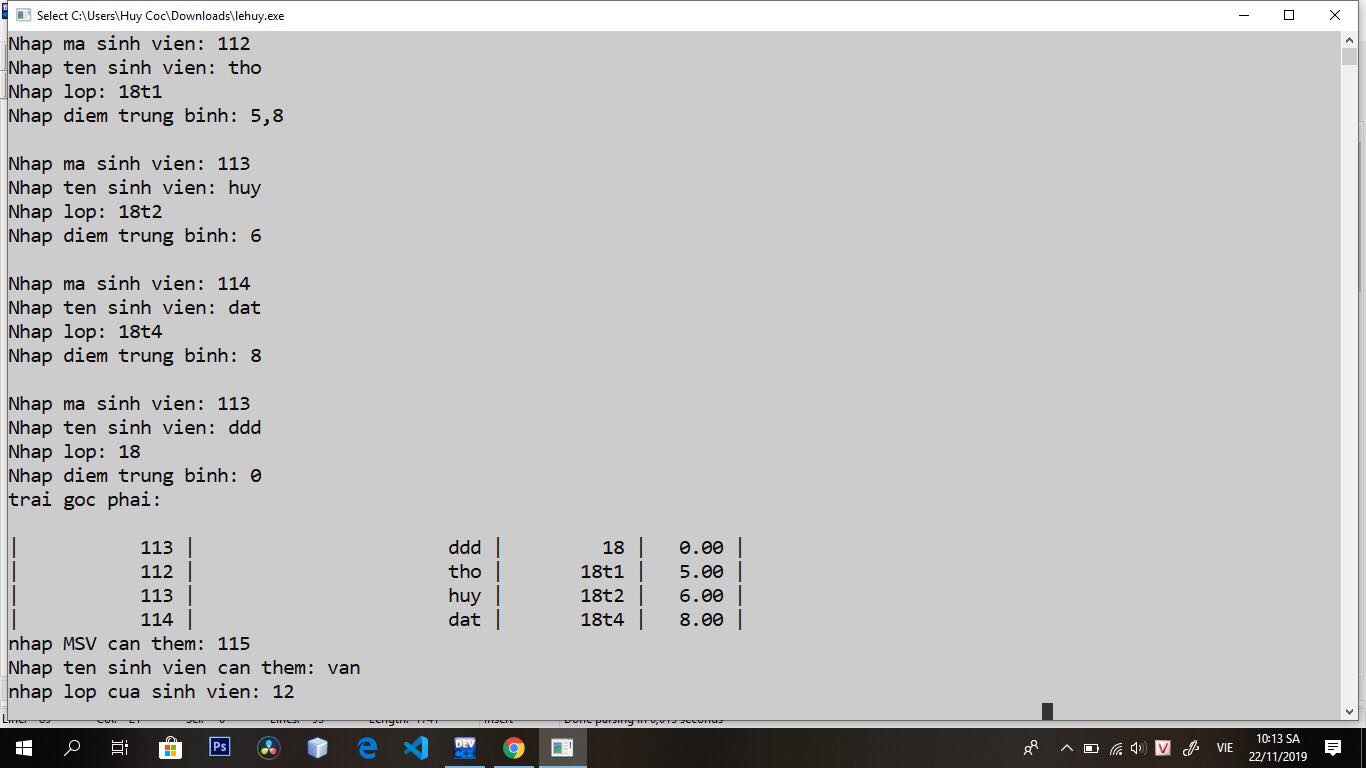 Select C:\Users\Huy Coc\Downloads\lehuy.exe
Nhap ma sinh vien: 112
Nhap ten sinh vien: tho
Nhap lop: 18t1
Nhap diem trung binh: 5,8
Nhap ma sinh vien: 113
Nhap ten sinh vien: huy
Nhap lop: 18t2
Nhap diem trung binh: 6
Nhap ma sinh vien: 114
Nhap ten sinh vien: dat
Nhap lop: 18t4
Nhap diem trung binh: 8
Nhap ma sinh vien: 113
Nhap ten sinh vien: ddd
Nhap lop: 18
Nhap diem trung binh: 0
trai goc phai:
| 113 | ddd | 18 | 0.00 |
| 112 | tho | 18t1 | 5.00 |
| 113 | huy | 18t2 | 6.00 |
| 114 | dat | 18t4 | 8.00 |
nhap MSV can them: 115
Nhap ten sinh vien can them: van
nhap lop cua sinh vien: 12
Ps
DEV
V
VIE
10:13 SA
22/11/2019